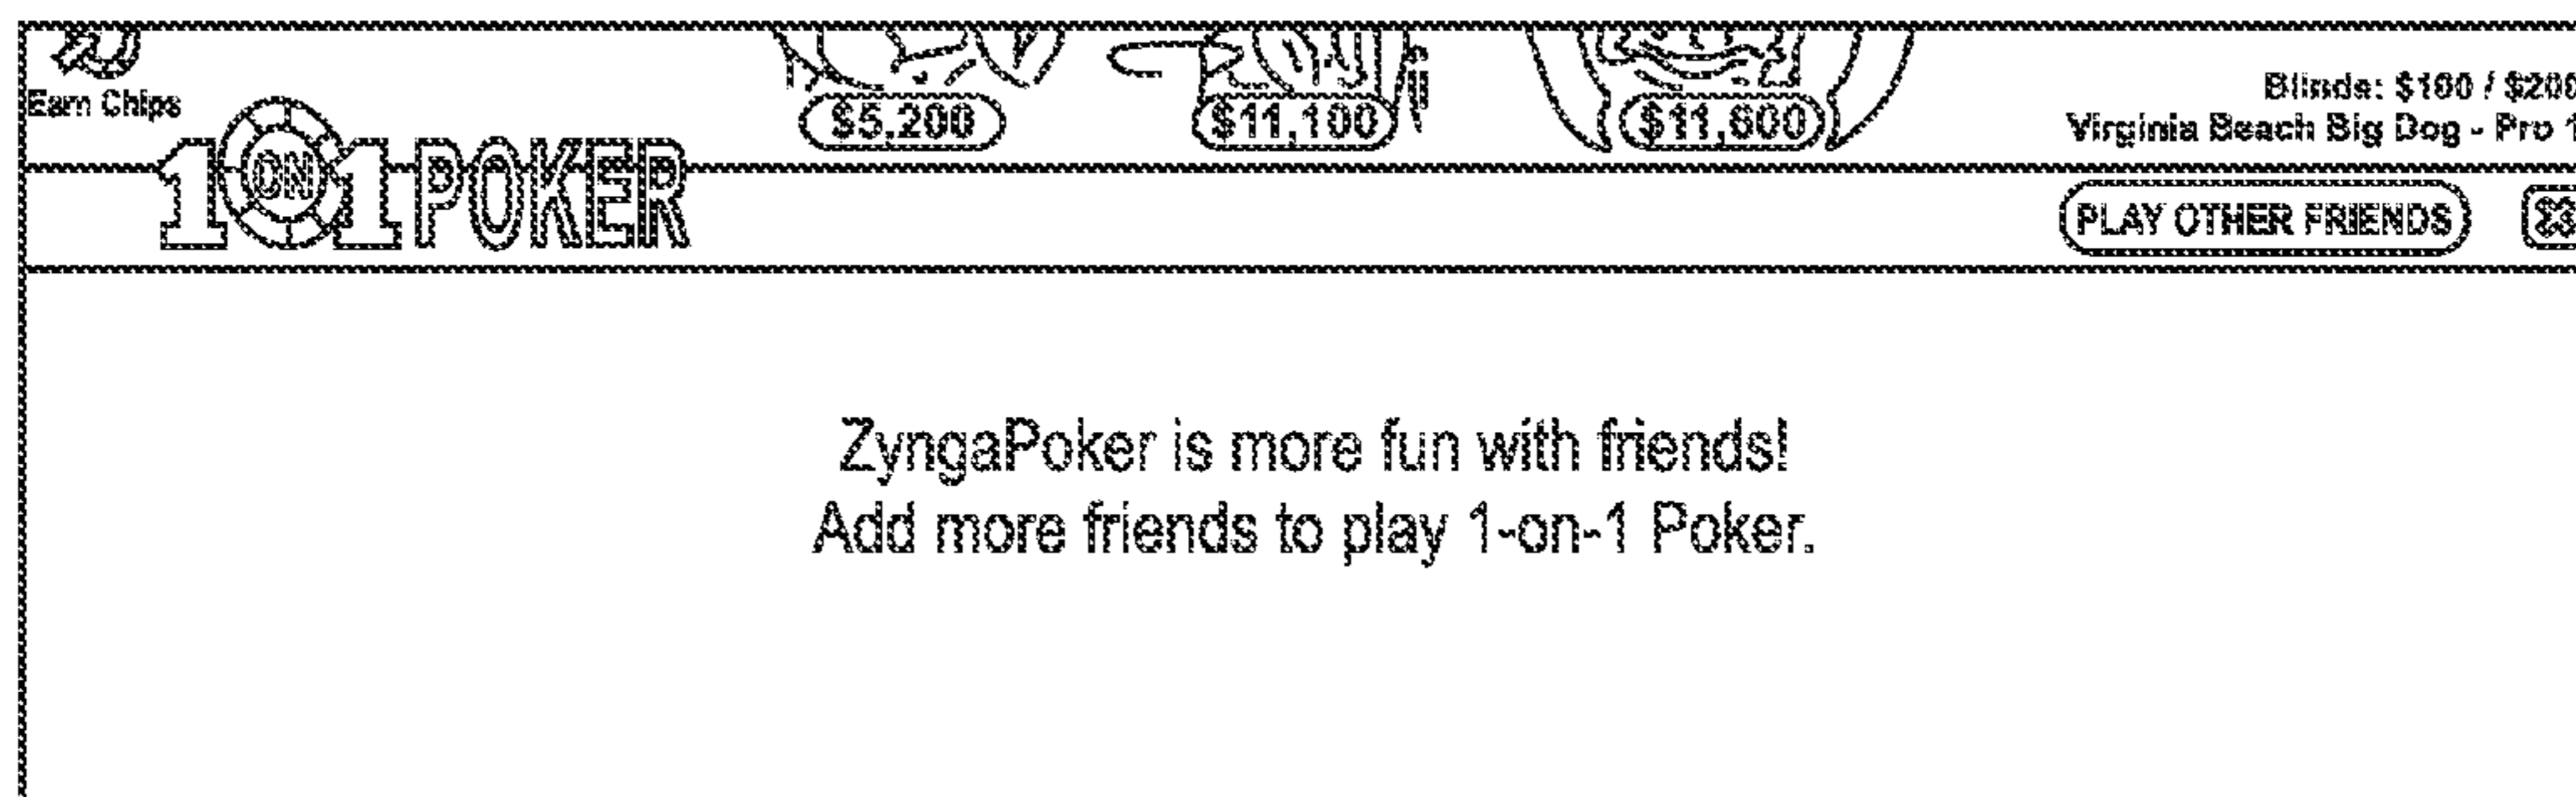 Earn Chips
$5,200 $11,100 $11,600
Blinds: $100 / $200
Virginia Beach Big Dog - Pro 1
1 ON 1 POKER
PLAY OTHER FRIENDS
ZyngaPoker is more fun with friends!
Add more friends to play 1-on-1 Poker.